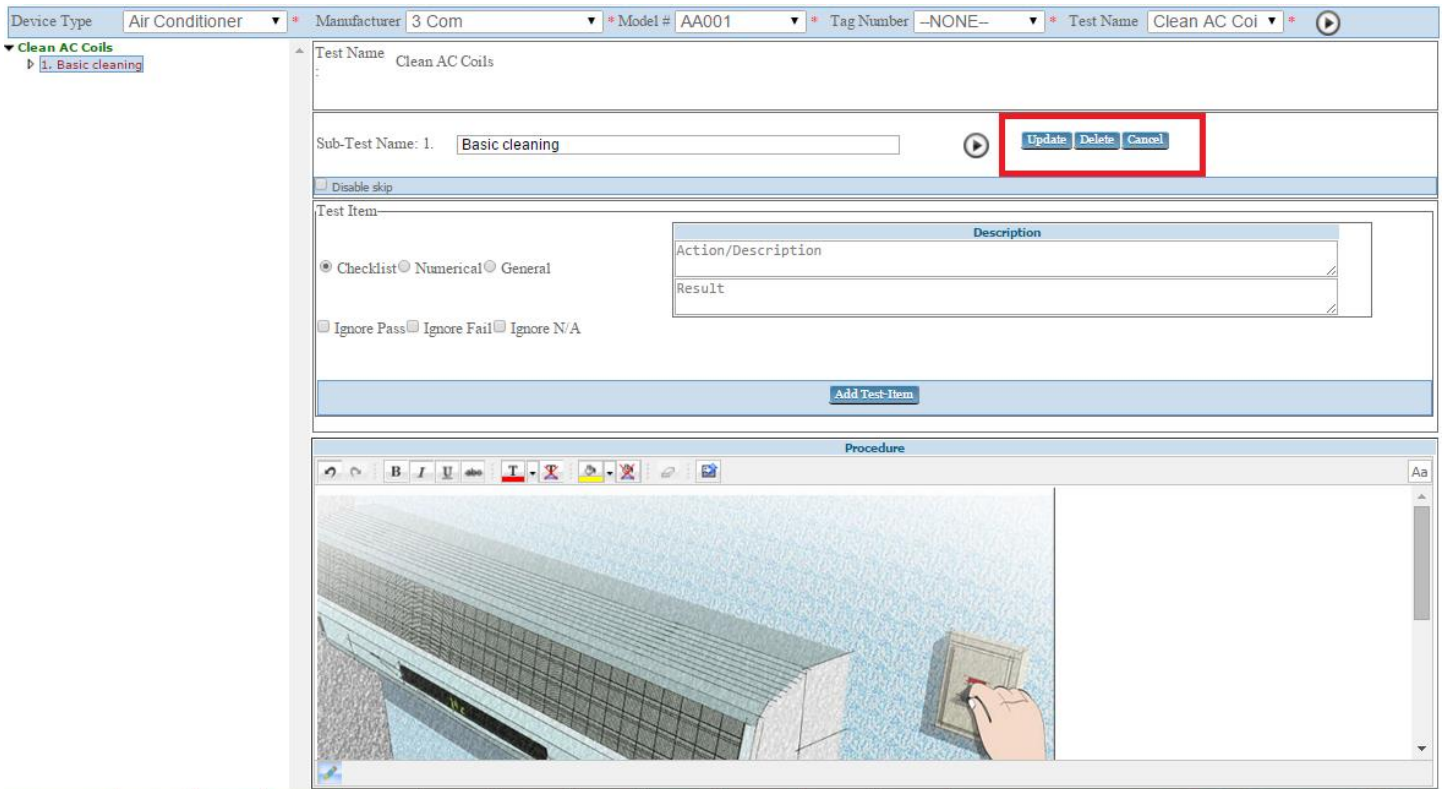 Device Type Air Conditioner * Manufacturer 3 Com * Model # AA001 * Tag Number --NONE-- * Test Name Clean AC Coi *
Clean AC Coils
1. Basic cleaning
Test Name : Clean AC Coils
Sub-Test Name: 1. Basic cleaning Update Delete Cancel
Disable skip
Test Item
Description
Action/Description
Checklist Numerical General
Result
Ignore Pass Ignore Fail Ignore N/A
Add Test-Item
Procedure
B I U abc T T Aa